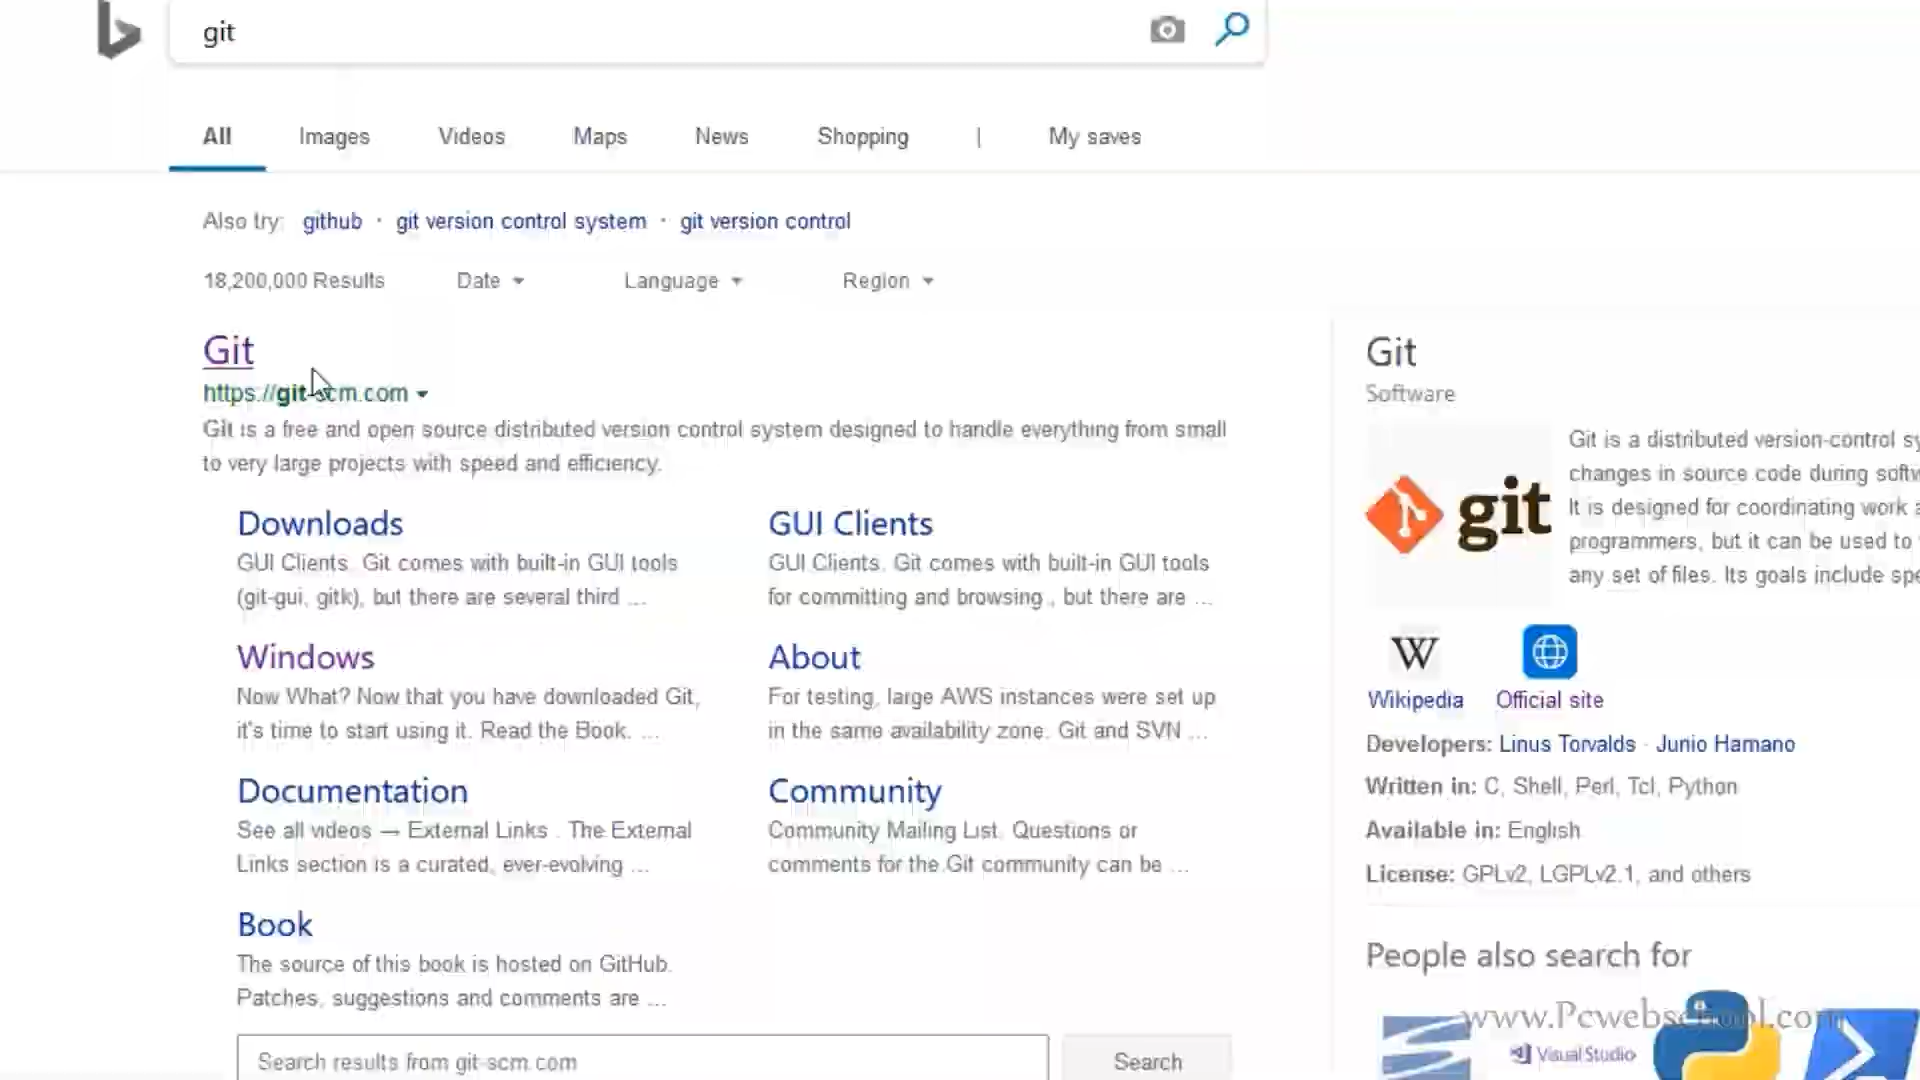 git
All Images Videos Maps News Shopping | My saves
Also try: github · git version control system · git version control
18,200,000 Results Date Language Region
Git
https://git-scm.com
Git is a free and open source distributed version control system designed to handle everything from small
to very large projects with speed and efficiency.
Downloads
GUI Clients. Git comes with built-in GUI tools
(git-gui, gitk), but there are several third ...
GUI Clients
GUI Clients. Git comes with built-in GUI tools
for committing and browsing , but there are ...
Windows
Now What? Now that you have downloaded Git,
it's time to start using it. Read the Book. ...
About
For testing, large AWS instances were set up
in the same availability zone. Git and SVN ...
Documentation
See all videos → External Links . The External
Links section is a curated, ever-evolving ...
Community
Community Mailing List. Questions or
comments for the Git community can be ...
Book
The source of this book is hosted on GitHub.
Patches, suggestions and comments are ...
Search results from git-scm.com
Search
Git
Software
git
Git is a distributed version-control sy
changes in source code during softw
It is designed for coordinating work a
programmers, but it can be used to
any set of files. Its goals include spe
W
Wikipedia Official site
Developers: Linus Torvalds · Junio Hamano
Written in: C, Shell, Perl, Tcl, Python
Available in: English
License: GPLv2, LGPLv2.1, and others
People also search for
www.Pcwebschool.com
Visual Studio